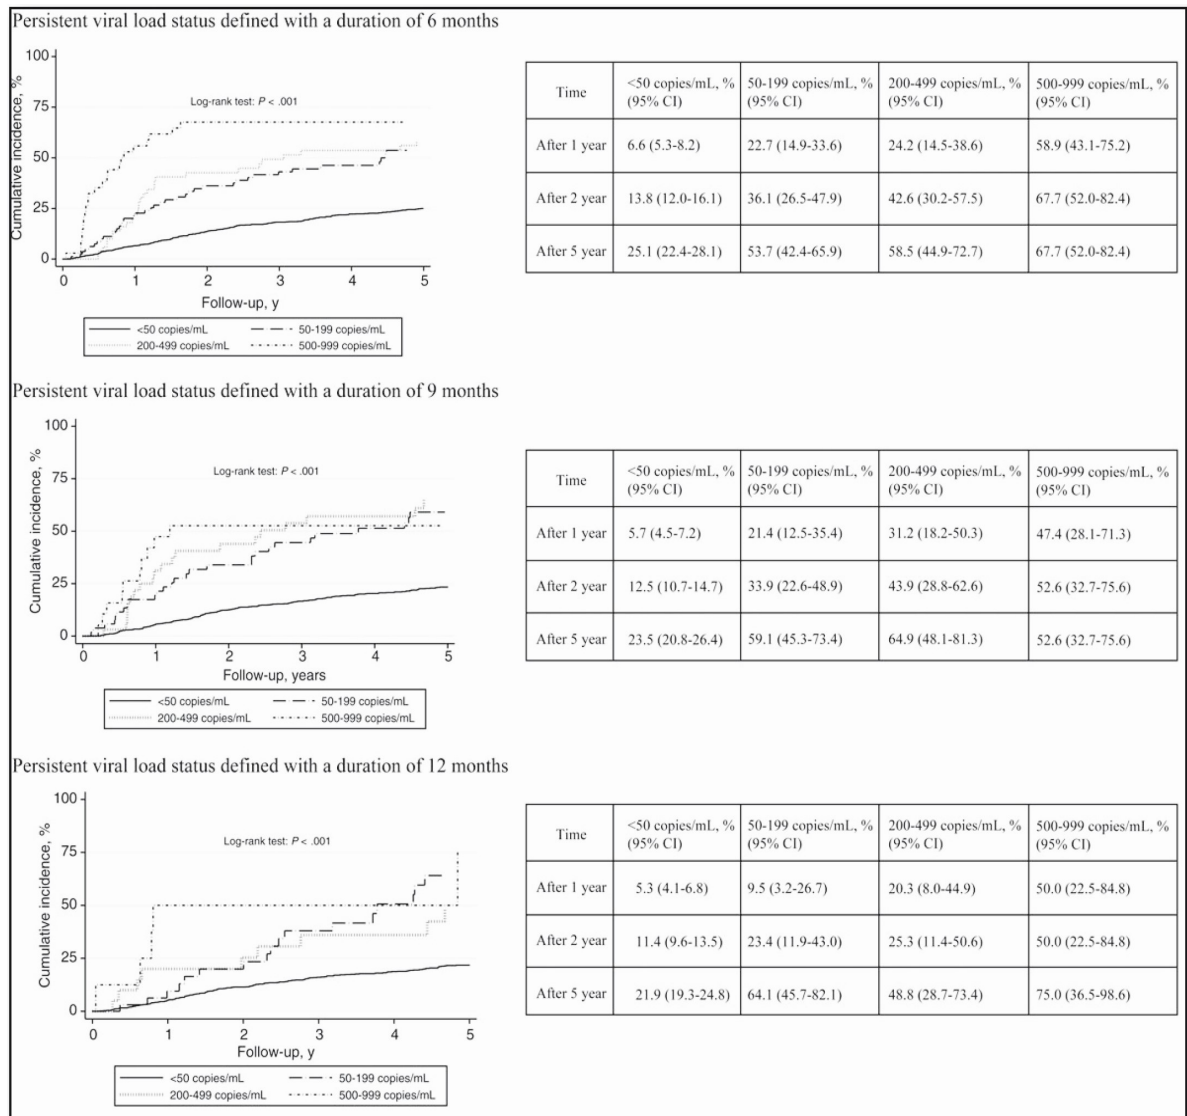 Persistent viral load status defined with a duration of 6 months
Cumulative incidence, %
100
75
50
25
0
Log-rank test: P < .001
0 1 2 3 4 5
Follow-up, y
<50 copies/mL 50-199 copies/mL
200-499 copies/mL 500-999 copies/mL
Time <50 copies/mL, % (95% CI) 50-199 copies/mL, % (95% CI) 200-499 copies/mL, % (95% CI) 500-999 copies/mL, % (95% CI)
After 1 year 6.6 (5.3-8.2) 22.7 (14.9-33.6) 24.2 (14.5-38.6) 58.9 (43.1-75.2)
After 2 year 13.8 (12.0-16.1) 36.1 (26.5-47.9) 42.6 (30.2-57.5) 67.7 (52.0-82.4)
After 5 year 25.1 (22.4-28.1) 53.7 (42.4-65.9) 58.5 (44.9-72.7) 67.7 (52.0-82.4)
Persistent viral load status defined with a duration of 9 months
Cumulative incidence, %
100
75
50
25
0
Log-rank test: P < .001
0 1 2 3 4 5
Follow-up, years
<50 copies/mL 50-199 copies/mL
200-499 copies/mL 500-999 copies/mL
Time <50 copies/mL, % (95% CI) 50-199 copies/mL, % (95% CI) 200-499 copies/mL, % (95% CI) 500-999 copies/mL, % (95% CI)
After 1 year 5.7 (4.5-7.2) 21.4 (12.5-35.4) 31.2 (18.2-50.3) 47.4 (28.1-71.3)
After 2 year 12.5 (10.7-14.7) 33.9 (22.6-48.9) 43.9 (28.8-62.6) 52.6 (32.7-75.6)
After 5 year 23.5 (20.8-26.4) 59.1 (45.3-73.4) 64.9 (48.1-81.3) 52.6 (32.7-75.6)
Persistent viral load status defined with a duration of 12 months
Cumulative incidence, %
100
75
50
25
0
Log-rank test: P < .001
0 1 2 3 4 5
Follow-up, y
<50 copies/mL 50-199 copies/mL
200-499 copies/mL 500-999 copies/mL
Time <50 copies/mL, % (95% CI) 50-199 copies/mL, % (95% CI) 200-499 copies/mL, % (95% CI) 500-999 copies/mL, % (95% CI)
After 1 year 5.3 (4.1-6.8) 9.5 (3.2-26.7) 20.3 (8.0-44.9) 50.0 (22.5-84.8)
After 2 year 11.4 (9.6-13.5) 23.4 (11.9-43.0) 25.3 (11.4-50.6) 50.0 (22.5-84.8)
After 5 year 21.9 (19.3-24.8) 64.1 (45.7-82.1) 48.8 (28.7-73.4) 75.0 (36.5-98.6)